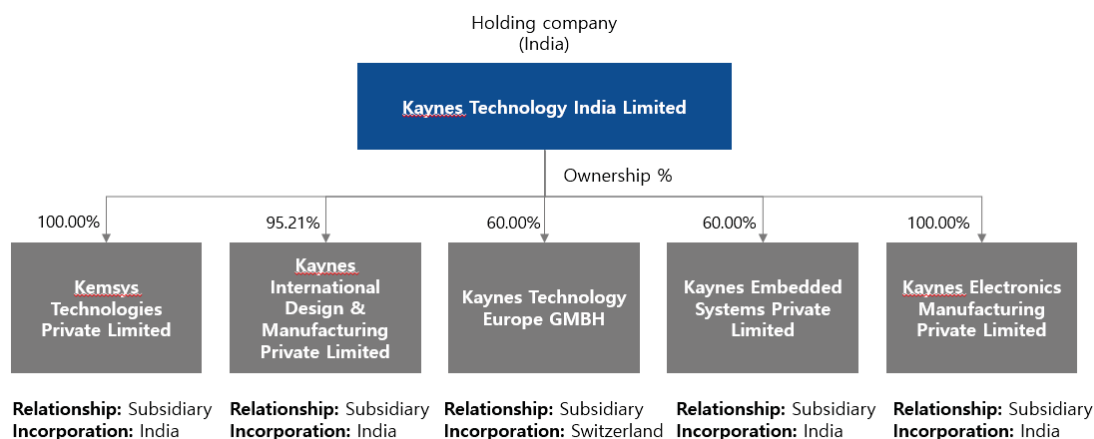 Holding company
(India)
Kaynes Technology India Limited
Ownership %
100.00%
95.21%
60.00%
60.00%
100.00%
Kemsys
Technologies
Private Limited
Kaynes
International
Design &
Manufacturing
Private Limited
Kaynes Technology
Europe GMBH
Kaynes Embedded
Systems Private
Limited
Kaynes Electronics
Manufacturing
Private Limited
Relationship: Subsidiary
Incorporation: India
Relationship: Subsidiary
Incorporation: India
Relationship: Subsidiary
Incorporation: Switzerland
Relationship: Subsidiary
Incorporation: India
Relationship: Subsidiary
Incorporation: India